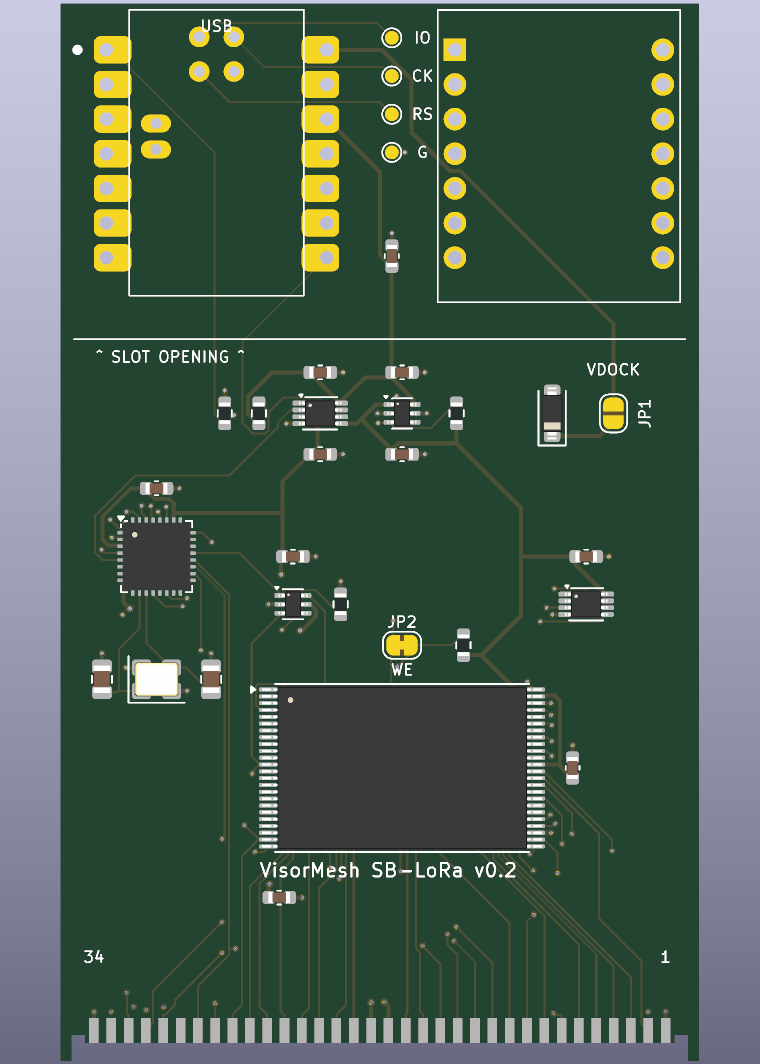 USB
IO
CK
RS
G
^ SLOT OPENING ^
VDOCK
JP1
JP2
WE
VisorMesh SB-LoRa v0.2
34
1